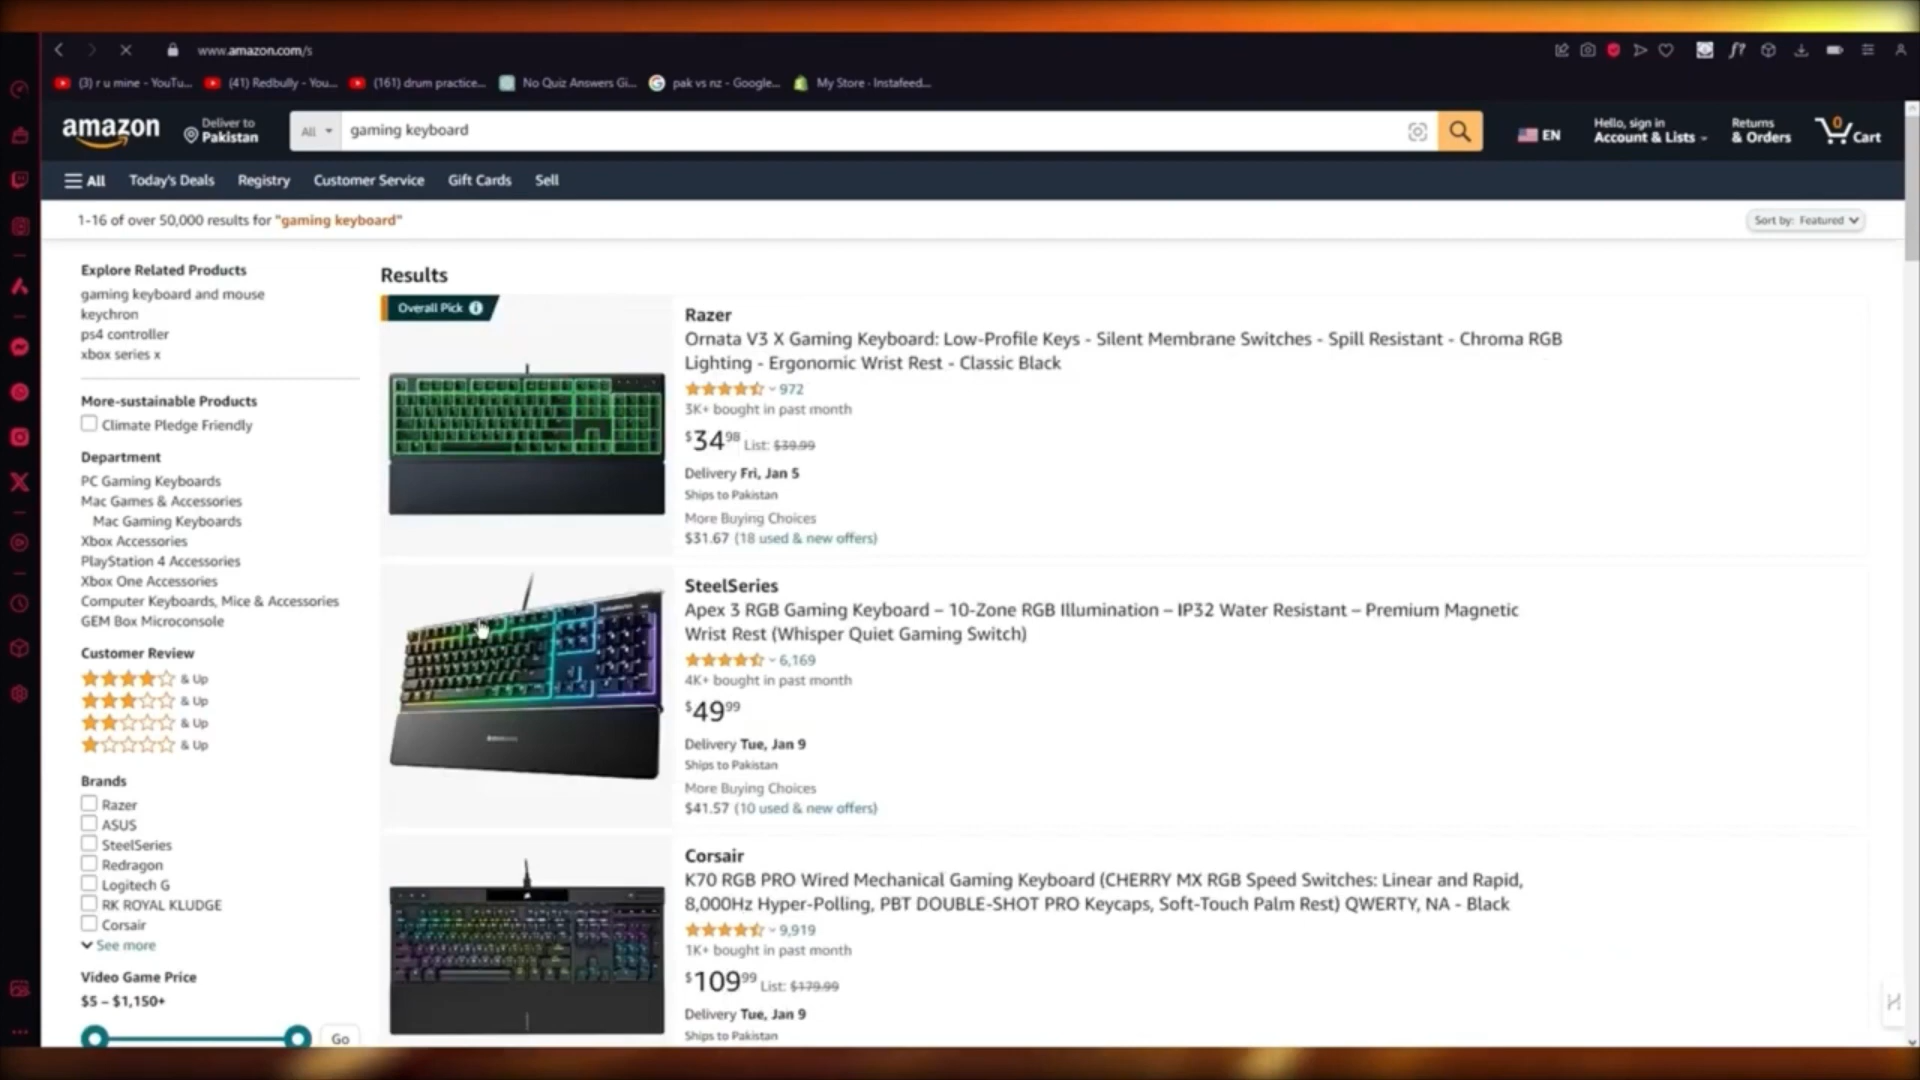 www.amazon.com/s
(3) r u mine - YouTu...
(41) Redbully - You...
(161) drum practice...
No Quiz Answers Gi...
pak vs nz - Google...
My Store · Instafeed...
amazon
Deliver to
Pakistan
All
gaming keyboard
EN
Hello, sign in
Account & Lists
Returns
& Orders
0
Cart
All
Today's Deals
Registry
Customer Service
Gift Cards
Sell
1-16 of over 50,000 results for "gaming keyboard"
Sort by: Featured
Explore Related Products
gaming keyboard and mouse
keychron
ps4 controller
xbox series x
More-sustainable Products
Climate Pledge Friendly
Department
PC Gaming Keyboards
Mac Games & Accessories
Mac Gaming Keyboards
Xbox Accessories
PlayStation 4 Accessories
Xbox One Accessories
Computer Keyboards, Mice & Accessories
GEM Box Microconsole
Customer Review
& Up
& Up
& Up
& Up
Brands
Razer
ASUS
SteelSeries
Redragon
Logitech G
RK ROYAL KLUDGE
Corsair
See more
Video Game Price
$5 – $1,150+
Go
Results
Overall Pick
Razer
Ornata V3 X Gaming Keyboard: Low-Profile Keys - Silent Membrane Switches - Spill Resistant - Chroma RGB
Lighting - Ergonomic Wrist Rest - Classic Black
972
3K+ bought in past month
$34.98 List: $39.99
Delivery Fri, Jan 5
Ships to Pakistan
More Buying Choices
$31.67 (18 used & new offers)
SteelSeries
Apex 3 RGB Gaming Keyboard – 10-Zone RGB Illumination – IP32 Water Resistant – Premium Magnetic
Wrist Rest (Whisper Quiet Gaming Switch)
6,169
4K+ bought in past month
$49.99
Delivery Tue, Jan 9
Ships to Pakistan
More Buying Choices
$41.57 (10 used & new offers)
Corsair
K70 RGB PRO Wired Mechanical Gaming Keyboard (CHERRY MX RGB Speed Switches: Linear and Rapid,
8,000Hz Hyper-Polling, PBT DOUBLE-SHOT PRO Keycaps, Soft-Touch Palm Rest) QWERTY, NA - Black
9,919
1K+ bought in past month
$109.99 List: $179.99
Delivery Tue, Jan 9
Ships to Pakistan